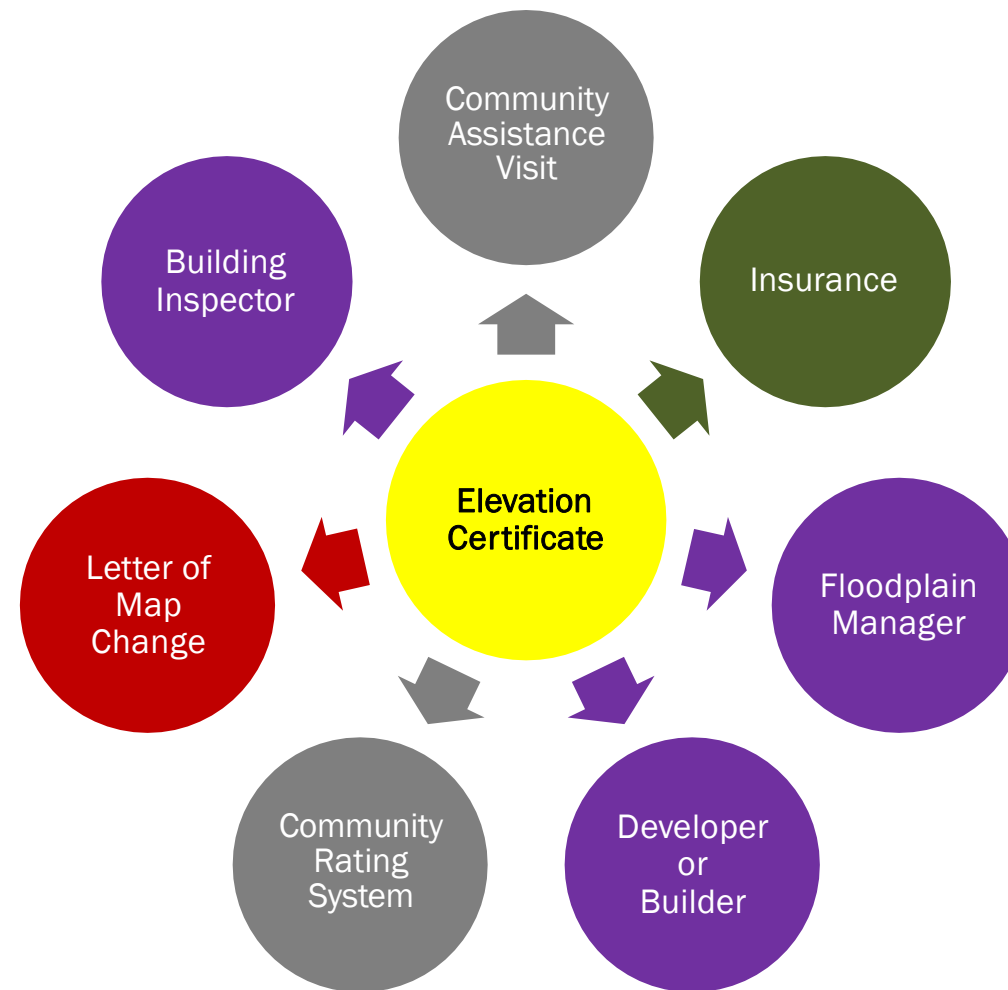 Community
Assistance
Visit
Building
Inspector
Insurance
Elevation
Certificate
Letter of
Map
Change
Floodplain
Manager
Community
Rating
System
Developer
or
Builder